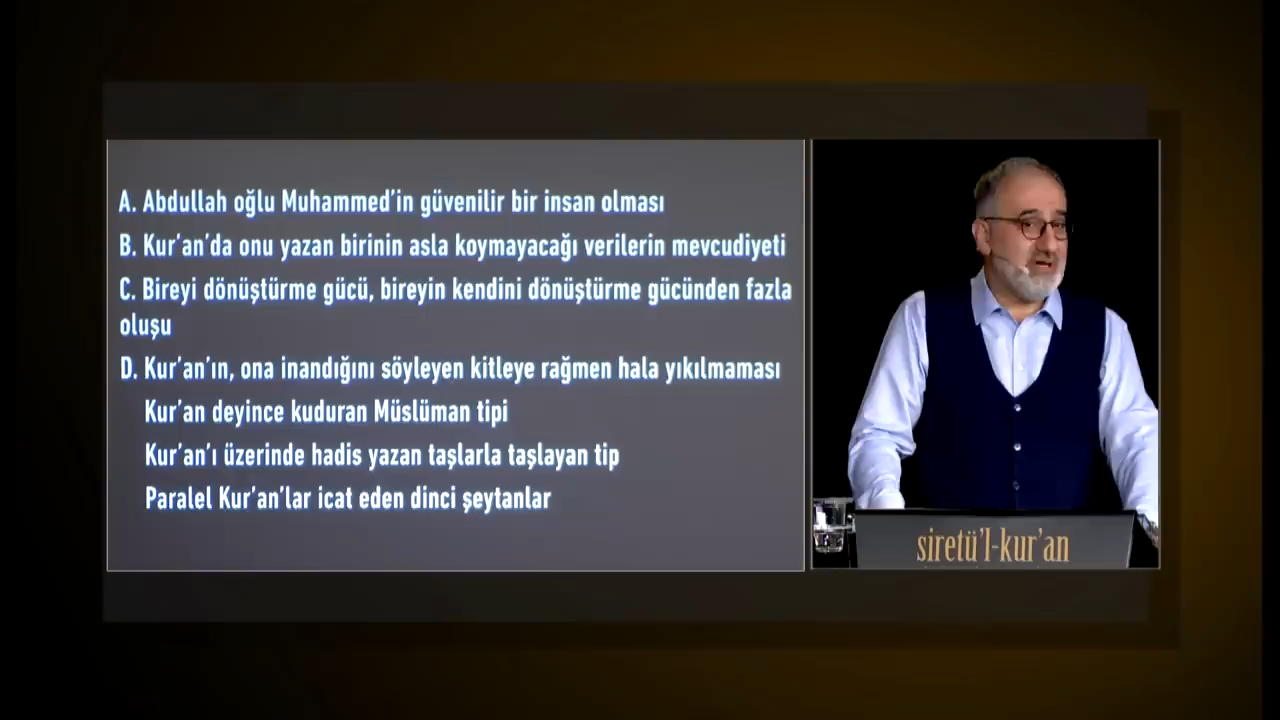 A. Abdullah oğlu Muhammed’in güvenilir bir insan olması
B. Kur’an’da onu yazan birinin asla koymayacağı verilerin mevcudiyeti
C. Bireyi dönüştürme gücü, bireyin kendini dönüştürme gücünden fazla
oluşu
D. Kur’an’ın, ona inandığını söyleyen kitleye rağmen hala yıkılmaması
Kur’an deyince kuduran Müslüman tipi
Kur’an’ı üzerinde hadis yazan taşlarla taşlayan tip
Paralel Kur’an’lar icat eden dinci şeytanlar
siretü’l-kur’an